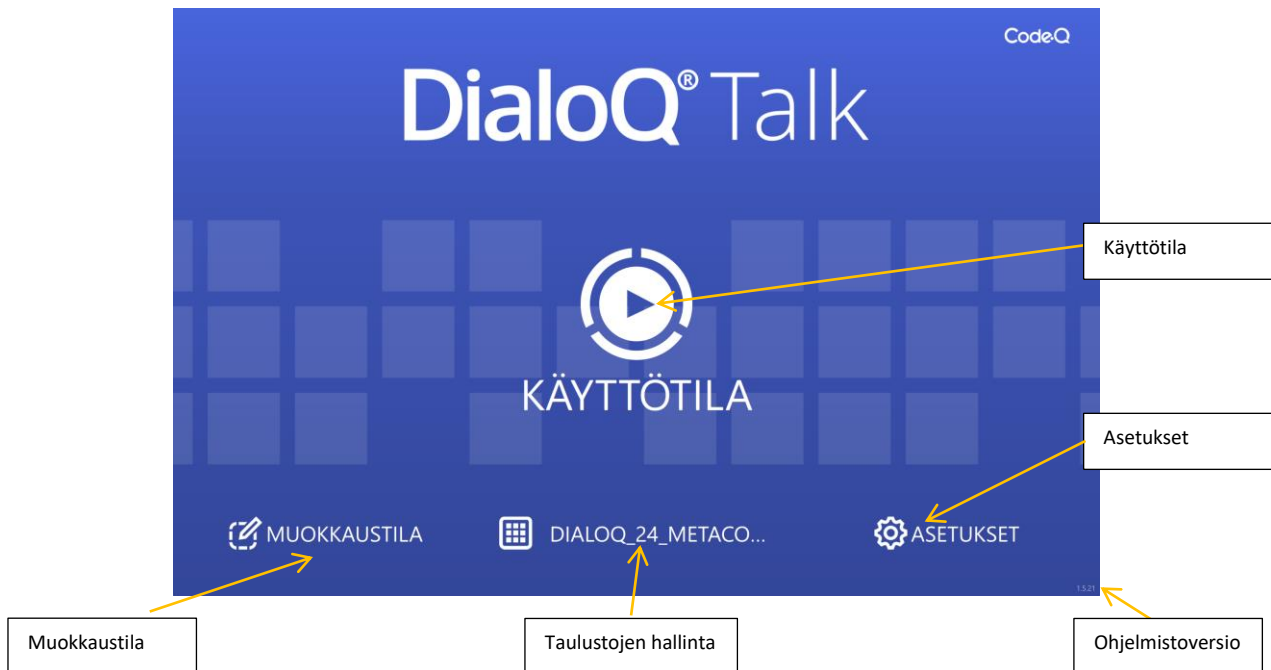 CodeQ
DialoQ® Talk
Käyttötila
KÄYTTÖTILA
Asetukset
MUOKKAUSTILA
DIALOQ_24_METACO...
ASETUKSET
1.5.21
Muokkaustila
Taulustojen hallinta
Ohjelmistoversio